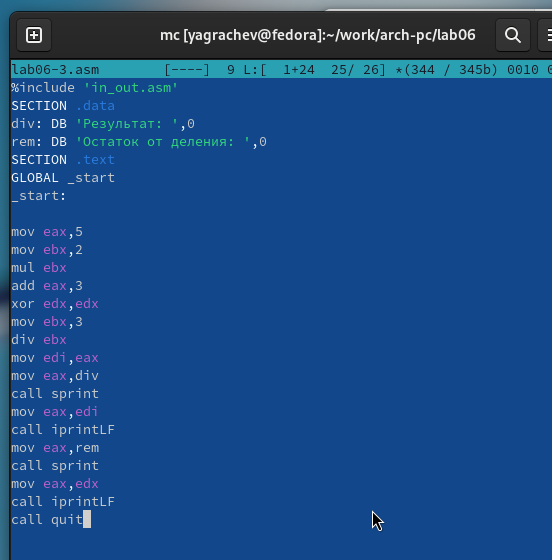 mc [yagrachev@fedora]:~/work/arch-pc/lab06
lab06-3.asm [----] 9 L:[ 1+24 25/ 26] *(344 / 345b) 0010 0
%include 'in_out.asm'
SECTION .data
div: DB 'Результат: ',0
rem: DB 'Остаток от деления: ',0
SECTION .text
GLOBAL _start
_start:
mov eax,5
mov ebx,2
mul ebx
add eax,3
xor edx,edx
mov ebx,3
div ebx
mov edi,eax
mov eax,div
call sprint
mov eax,edi
call iprintLF
mov eax,rem
call sprint
mov eax,edx
call iprintLF
call quit